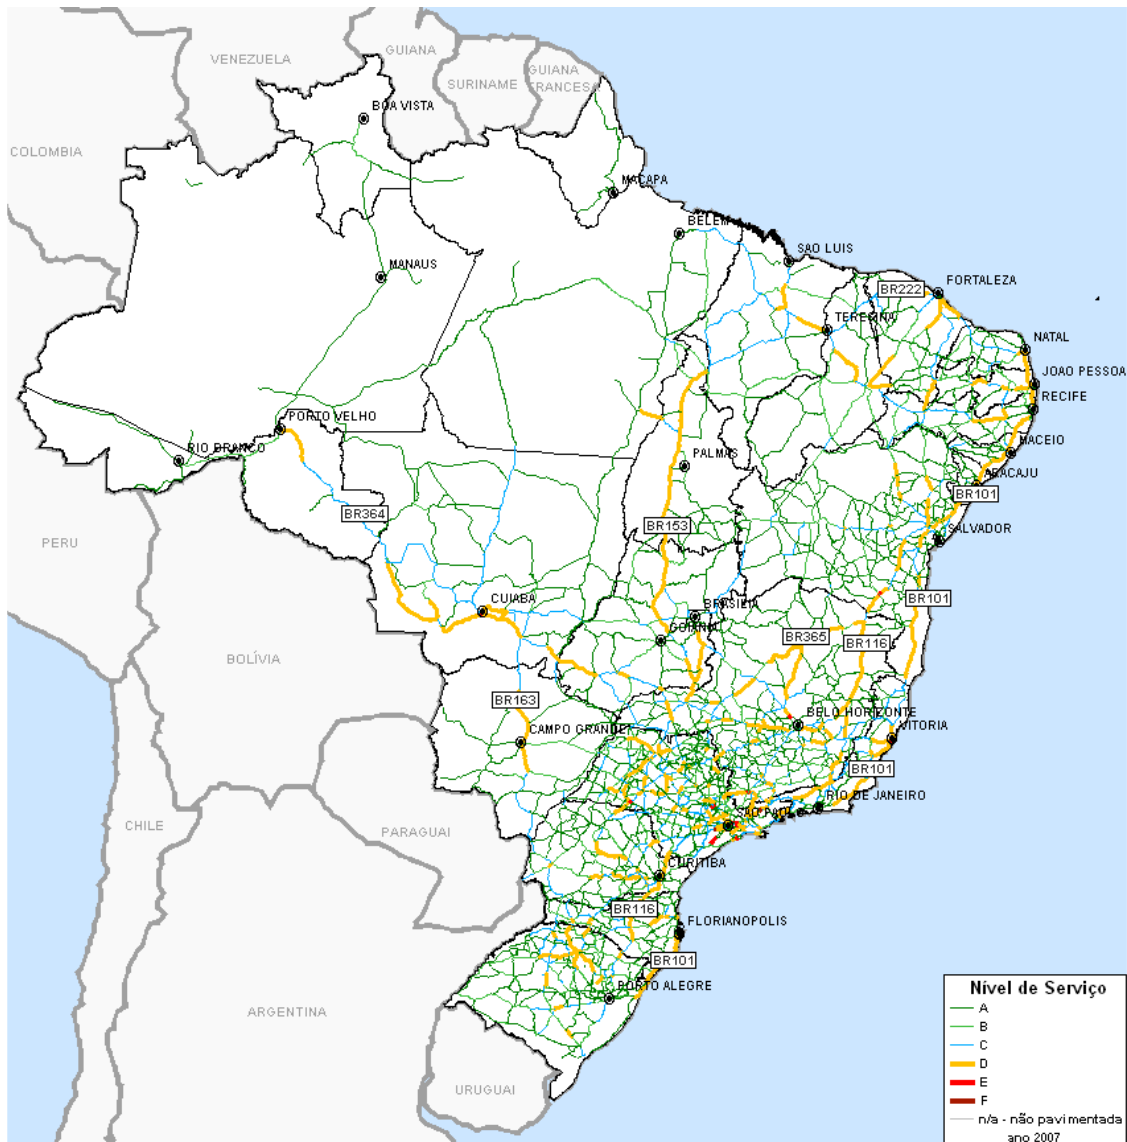 GUIANA
VENEZUELA
GUIANA
FRANCESA
SURINAME
BOA VISTA
COLOMBIA
MACAPA
BELEM
SAO LUIS
MANAUS
FORTALEZA
BR222
TERESINA
NATAL
JOAO PESSOA
RECIFE
PORTO VELHO
RIO BRANCO
PALMAS
MACEIO
ARACAJU
BR101
BR364
BR153
SALVADOR
PERU
CUIABA
BR101
BRASILIA
GOIANIA
BR365
BR116
BOLÍVIA
BR163
BELO HORIZONTE
CAMPO GRANDE
VITORIA
BR101
RIO DE JANEIRO
CHILE
SAO PAULO
PARAGUAI
CURITIBA
BR116
FLORIANOPOLIS
BR101
PORTO ALEGRE
ARGENTINA
URUGUAI
Nível de Serviço
A
B
C
D
E
F
n/a - não pavimentada
ano 2007